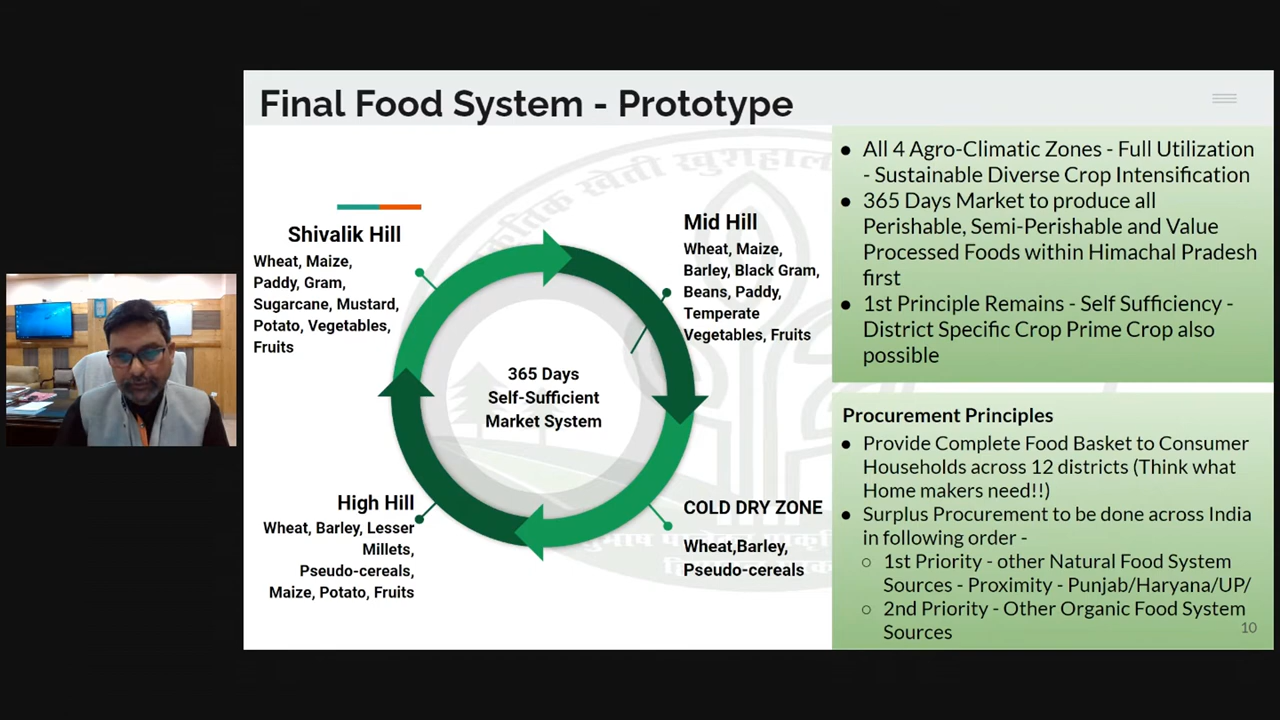 Final Food System - Prototype
Shivalik Hill
Wheat, Maize,
Paddy, Gram,
Sugarcane, Mustard,
Potato, Vegetables,
Fruits
Mid Hill
Wheat, Maize,
Barley, Black Gram,
Beans, Paddy,
Temperate
Vegetables, Fruits
365 Days
Self-Sufficient
Market System
High Hill
Wheat, Barley, Lesser
Millets,
Pseudo-cereals,
Maize, Potato, Fruits
COLD DRY ZONE
Wheat,Barley,
Pseudo-cereals
● All 4 Agro-Climatic Zones - Full Utilization
- Sustainable Diverse Crop Intensification
● 365 Days Market to produce all
Perishable, Semi-Perishable and Value
Processed Foods within Himachal Pradesh
first
● 1st Principle Remains - Self Sufficiency -
District Specific Crop Prime Crop also
possible
Procurement Principles
● Provide Complete Food Basket to Consumer
Households across 12 districts (Think what
Home makers need!!)
● Surplus Procurement to be done across India
in following order -
○ 1st Priority - other Natural Food System
Sources - Proximity - Punjab/Haryana/UP/
○ 2nd Priority - Other Organic Food System
Sources
10